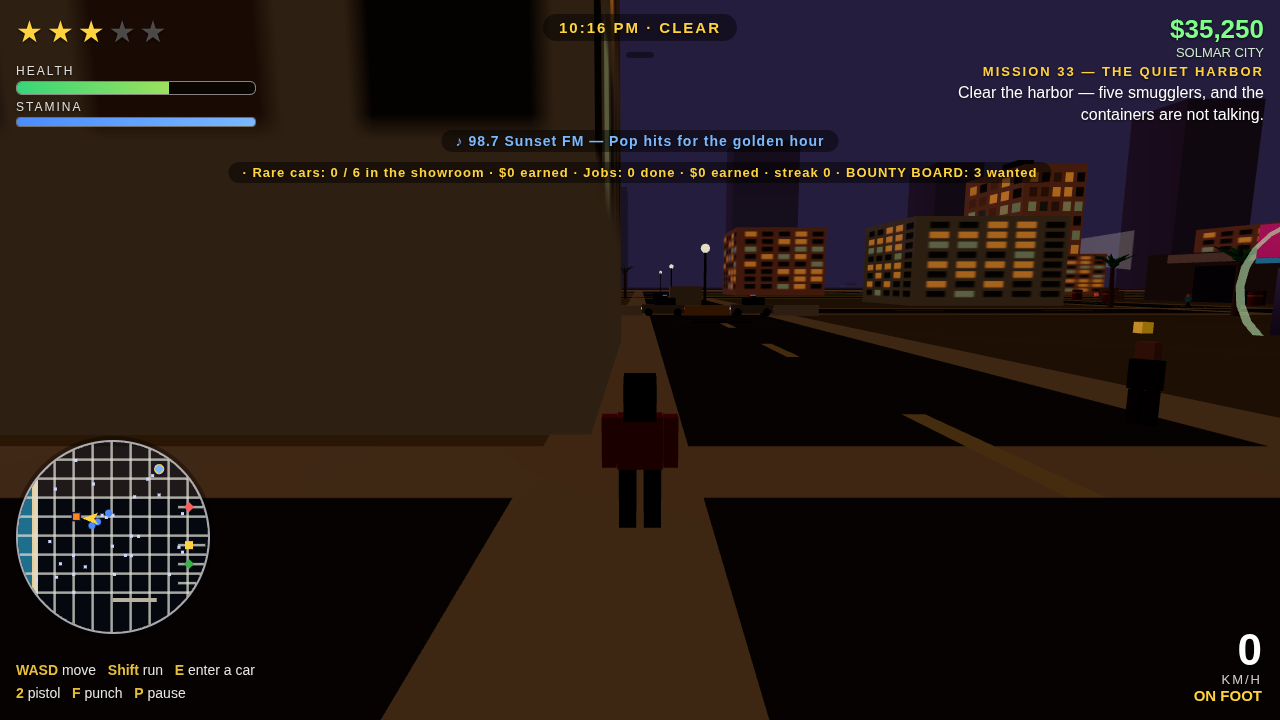 10:16 PM · CLEAR
$35,250
SOLMAR CITY
HEALTH
STAMINA
MISSION 33 — THE QUIET HARBOR
Clear the harbor — five smugglers, and the
containers are not talking.
♪ 98.7 Sunset FM — Pop hits for the golden hour
· Rare cars: 0 / 6 in the showroom · $0 earned · Jobs: 0 done · $0 earned · streak 0 · BOUNTY BOARD: 3 wanted
WASD move Shift run E enter a car
2 pistol F punch P pause
0
KM/H
ON FOOT